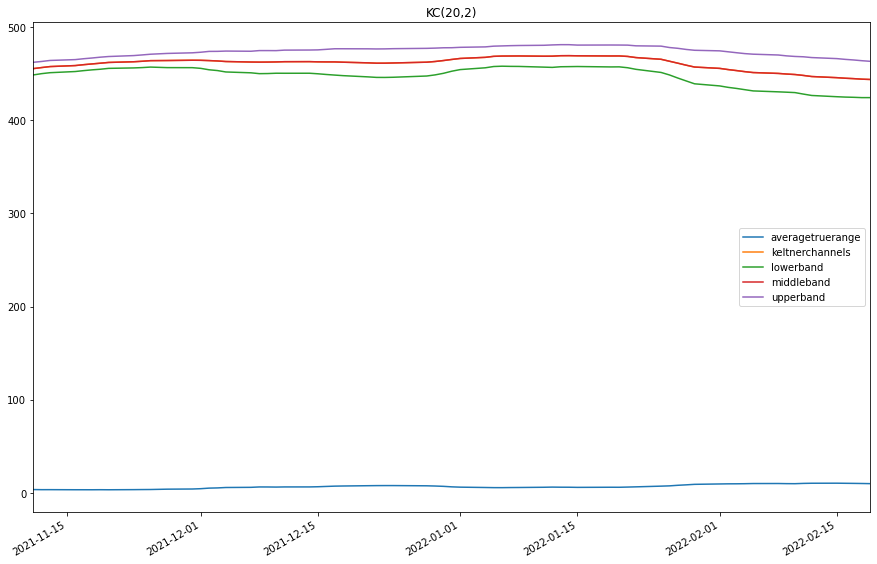 KC(20,2)
500
400
300
200
100
0
averagetruerange
keltnerchannels
lowerband
middleband
upperband
2021-11-15
2021-12-01
2021-12-15
2022-01-01
2022-01-15
2022-02-01
2022-02-15